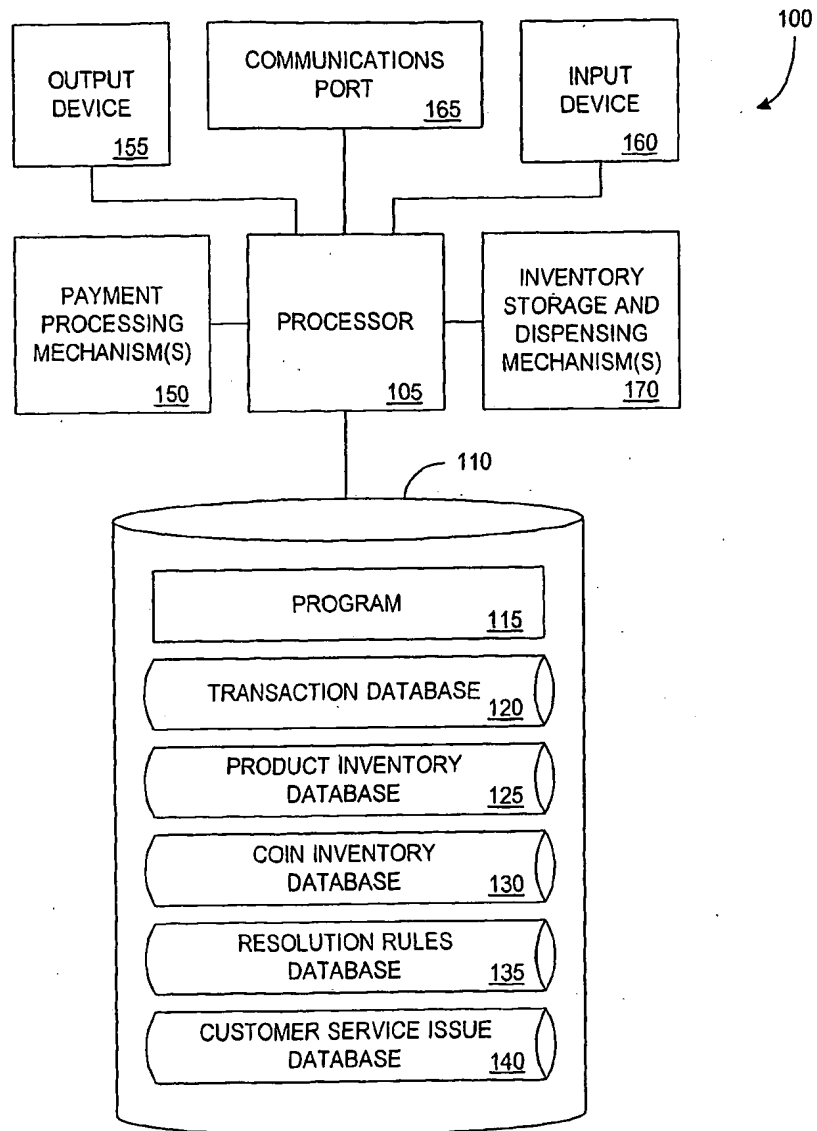 100
OUTPUT
DEVICE
155
COMMUNICATIONS
PORT
165
INPUT
DEVICE
160
PAYMENT
PROCESSING
MECHANISM(S)
150
PROCESSOR
105
INVENTORY
STORAGE AND
DISPENSING
MECHANISM(S)
170
110
PROGRAM
115
TRANSACTION DATABASE
120
PRODUCT INVENTORY
DATABASE
125
COIN INVENTORY
DATABASE
130
RESOLUTION RULES
DATABASE
135
CUSTOMER SERVICE ISSUE
DATABASE
140